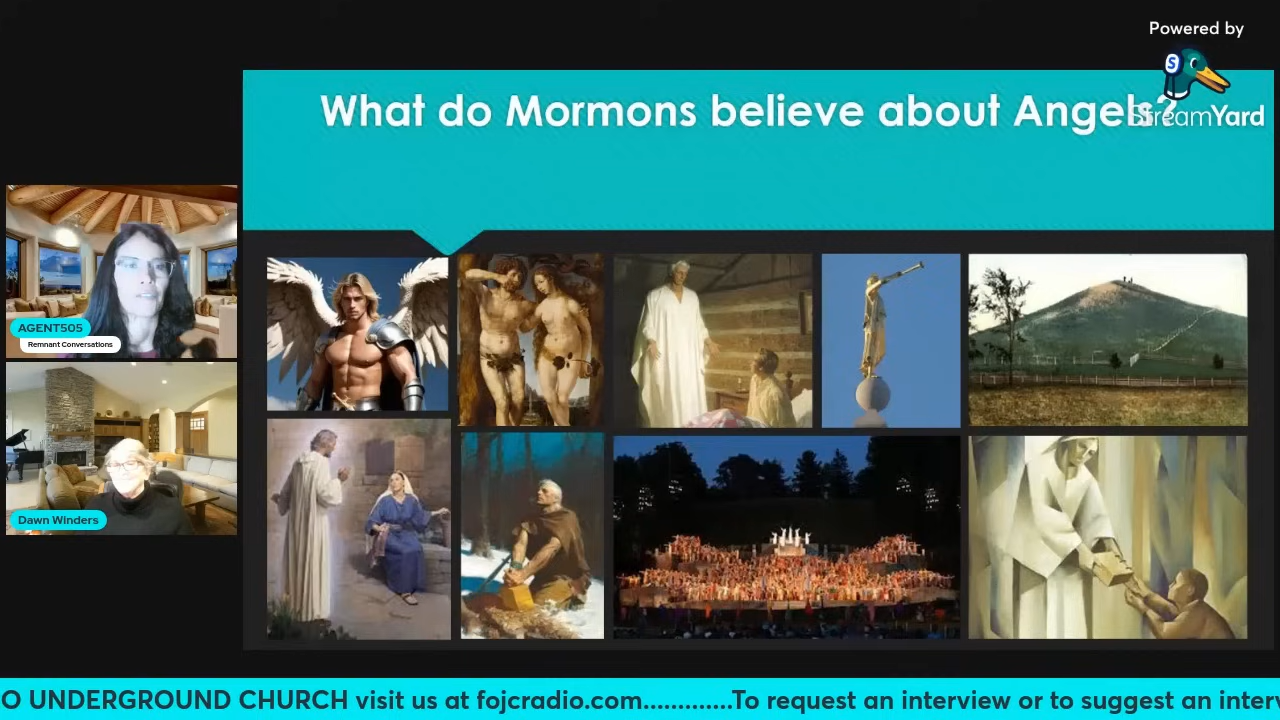 Powered by
What do Mormons believe about Angels?
StreamYard
AGENT505
Remnant Conversations
Dawn Winders
O UNDERGROUND CHURCH visit us at fojcradio.com.............To request an interview or to suggest an inter